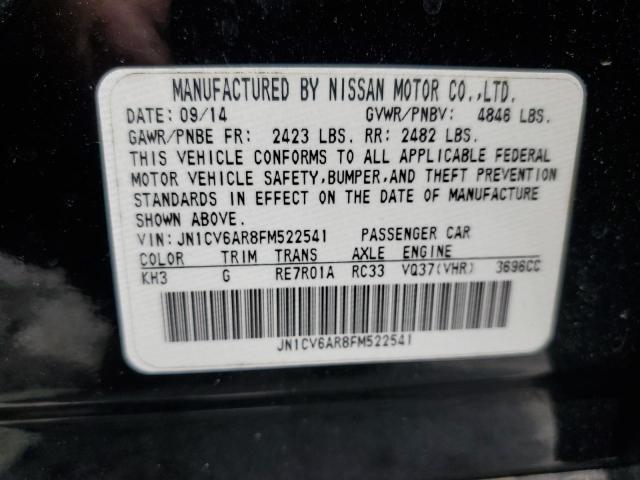 MANUFACTURED BY NISSAN MOTOR CO.,LTD.
DATE: 09/14 GVWR/PNBV: 4846 LBS.
GAWR/PNBE FR: 2423 LBS. RR: 2482 LBS.
THIS VEHICLE CONFORMS TO ALL APPLICABLE FEDERAL
MOTOR VEHICLE SAFETY,BUMPER,AND THEFT PREVENTION
STANDARDS IN EFFECT ON THE DATE OF MANUFACTURE
SHOWN ABOVE.
VIN: JN1CV6AR8FM522541 PASSENGER CAR
COLOR TRIM TRANS AXLE ENGINE
KH3 G RE7R01A RC33 VQ37(VHR) 3696CC
JN1CV6AR8FM522541